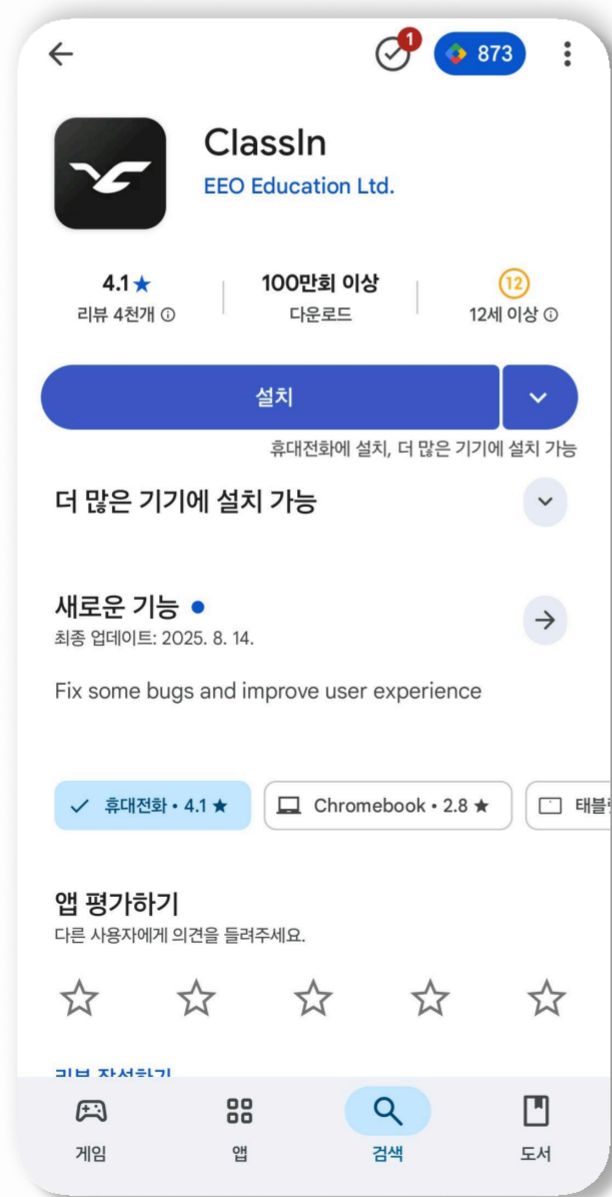 1
873
ClassIn
EEO Education Ltd.
4.1★
리뷰 4천개
100만회 이상
다운로드
12
12세 이상
설치
휴대전화에 설치, 더 많은 기기에 설치 가능
더 많은 기기에 설치 가능
새로운 기능
최종 업데이트: 2025. 8. 14.
Fix some bugs and improve user experience
휴대전화 • 4.1 ★
Chromebook • 2.8 ★
앱 평가하기
다른 사용자에게 의견을 들려주세요.
리뷰 작성하기
게임
앱
검색
도서